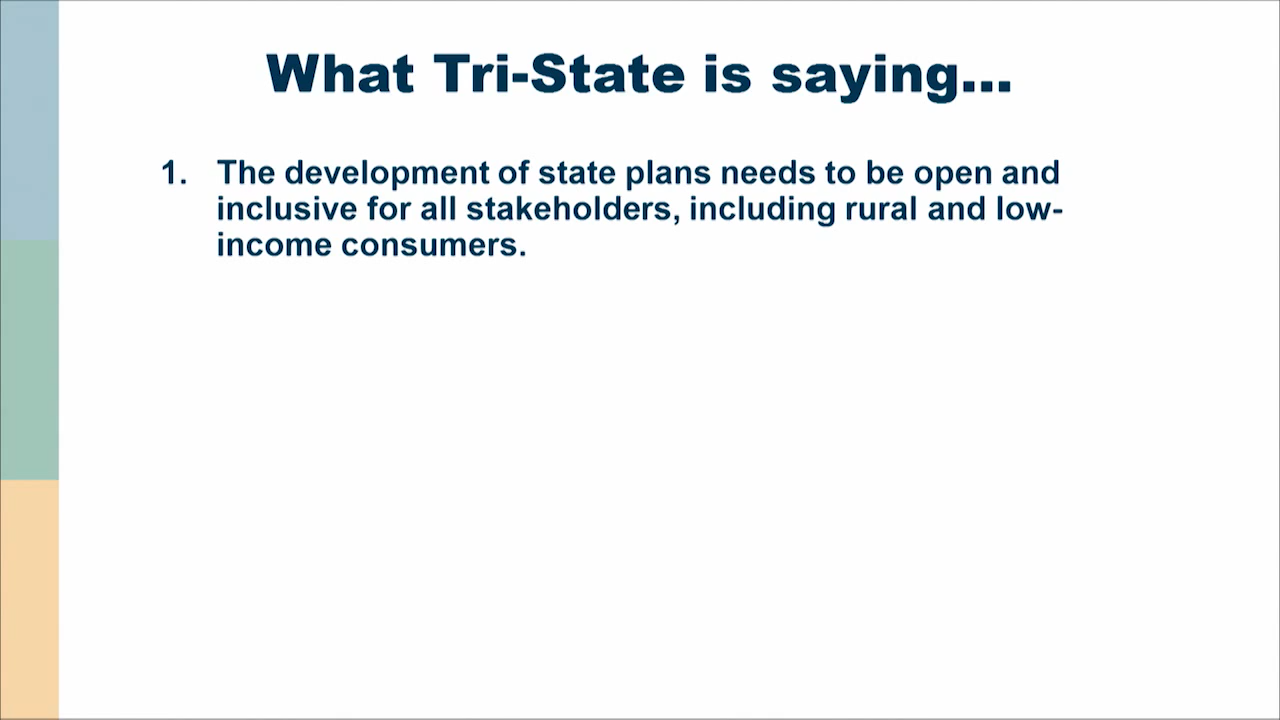 What Tri-State is saying...
1. The development of state plans needs to be open and
inclusive for all stakeholders, including rural and low-
income consumers.